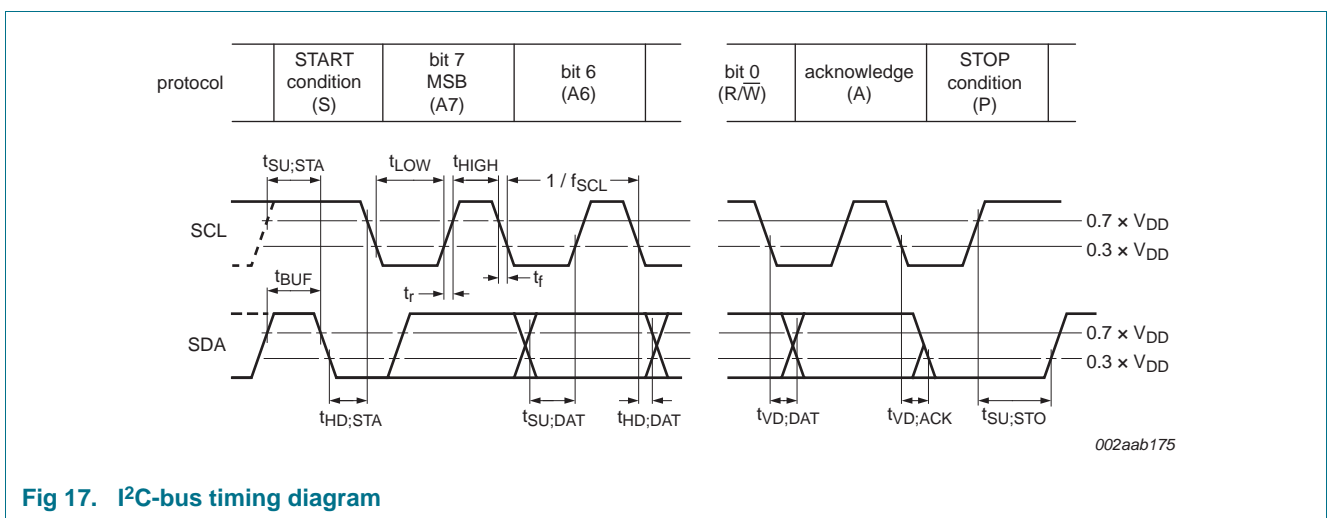 protocol
START
condition
(S)
bit 7
MSB
(A7)
bit 6
(A6)
bit 0
(R/W̅)
acknowledge
(A)
STOP
condition
(P)
tSU;STA
tLOW
tHIGH
1 / fSCL
SCL
0.7 × VDD
0.3 × VDD
tBUF
tr
tf
SDA
0.7 × VDD
0.3 × VDD
tHD;STA
tSU;DAT
tHD;DAT
tVD;DAT
tVD;ACK
tSU;STO
002aab175
Fig 17. I²C-bus timing diagram